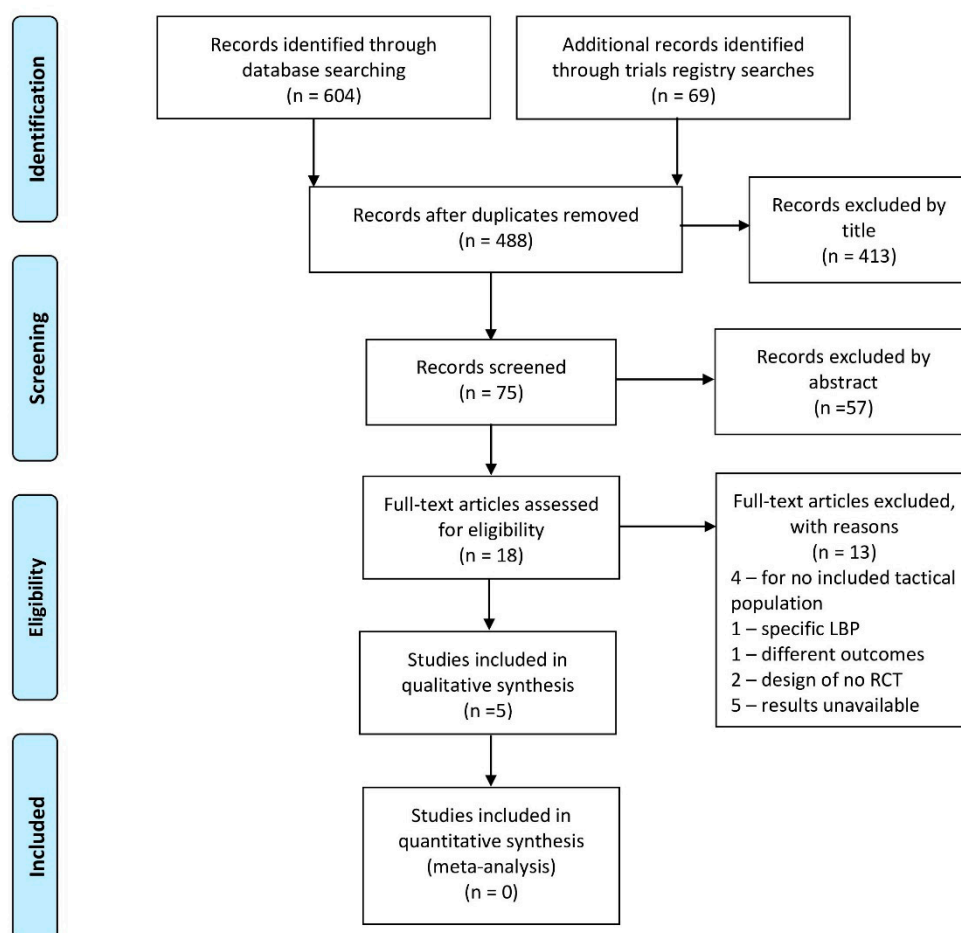 Identification
Records identified through
database searching
(n = 604)
Additional records identified
through trials registry searches
(n = 69)
Records after duplicates removed
(n = 488)
Records excluded by
title
(n = 413)
Screening
Records screened
(n = 75)
Records excluded by
abstract
(n =57)
Eligibility
Full-text articles assessed
for eligibility
(n = 18)
Full-text articles excluded,
with reasons
(n = 13)
4 – for no included tactical
population
1 – specific LBP
1 – different outcomes
2 – design of no RCT
5 – results unavailable
Studies included in
qualitative synthesis
(n =5)
Included
Studies included in
quantitative synthesis
(meta-analysis)
(n = 0)